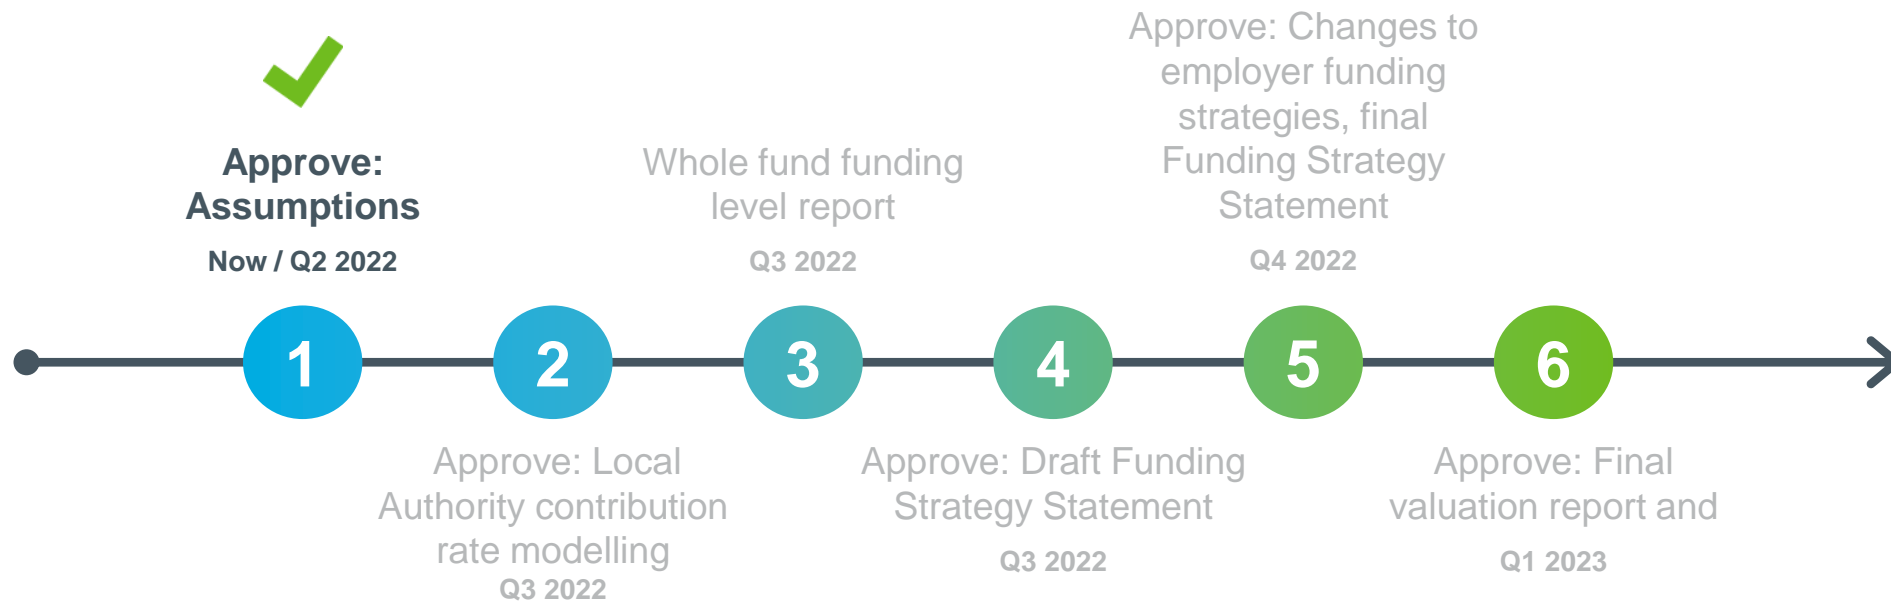 Approve:
Assumptions
Now / Q2 2022
1
Approve: Local
Authority contribution
rate modelling
Q3 2022
2
Whole fund funding
level report
Q3 2022
3
Approve: Draft Funding
Strategy Statement
Q3 2022
4
Approve: Changes to
employer funding
strategies, final
Funding Strategy
Statement
Q4 2022
5
Approve: Final
valuation report and
Q1 2023
6